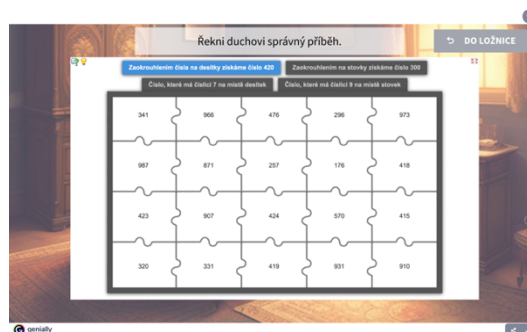 Řekni duchovi správný příběh.
DO LOŽNICE
Zaokrouhlením čísla na desítky získáme číslo 420
Zaokrouhlením na stovky získáme číslo 300
Číslo, které má číslici 7 na místě desítek
Číslo, které má číslici 9 na místě stovek
341 966 476 296 973
987 871 257 176 418
423 907 424 570 415
320 331 419 931 910
genially